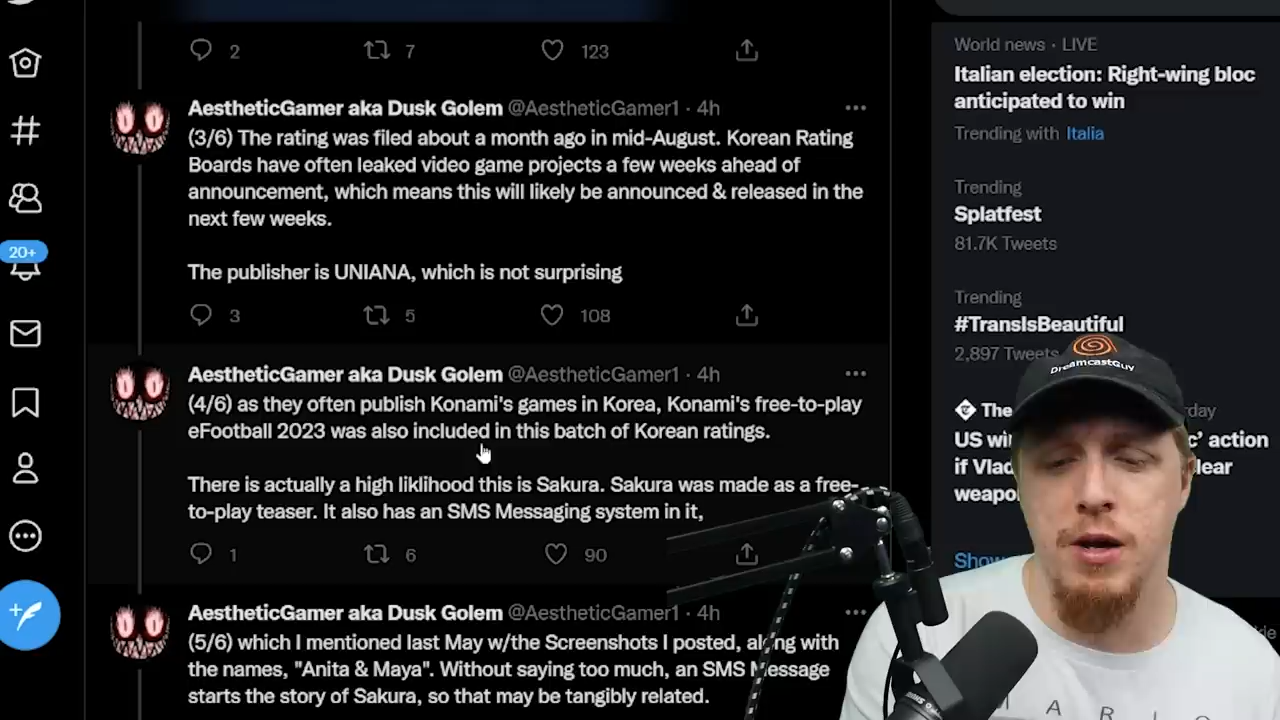 2 7 123
World news · LIVE
Italian election: Right-wing bloc
anticipated to win
Trending with Italia
AestheticGamer aka Dusk Golem @AestheticGamer1 · 4h
(3/6) The rating was filed about a month ago in mid-August. Korean Rating
Boards have often leaked video game projects a few weeks ahead of
announcement, which means this will likely be announced & released in the
next few weeks.
The publisher is UNIANA, which is not surprising
3 5 108
Trending
Splatfest
81.7K Tweets
20+
Trending
#TransIsBeautiful
2,897 Tweets
DreamcastGuy
AestheticGamer aka Dusk Golem @AestheticGamer1 · 4h
(4/6) as they often publish Konami's games in Korea, Konami's free-to-play
eFootball 2023 was also included in this batch of Korean ratings.
There is actually a high liklihood this is Sakura. Sakura was made as a free-
to-play teaser. It also has an SMS Messaging system in it,
1 6 90
The
US
c’ action
if
lear
Show
AestheticGamer aka Dusk Golem @AestheticGamer1 · 4h
(5/6) which I mentioned last May w/the Screenshots I posted, along with
the names, "Anita & Maya". Without saying too much, an SMS Message
starts the story of Sakura, so that may be tangibly related.
SHURE
M A R I O